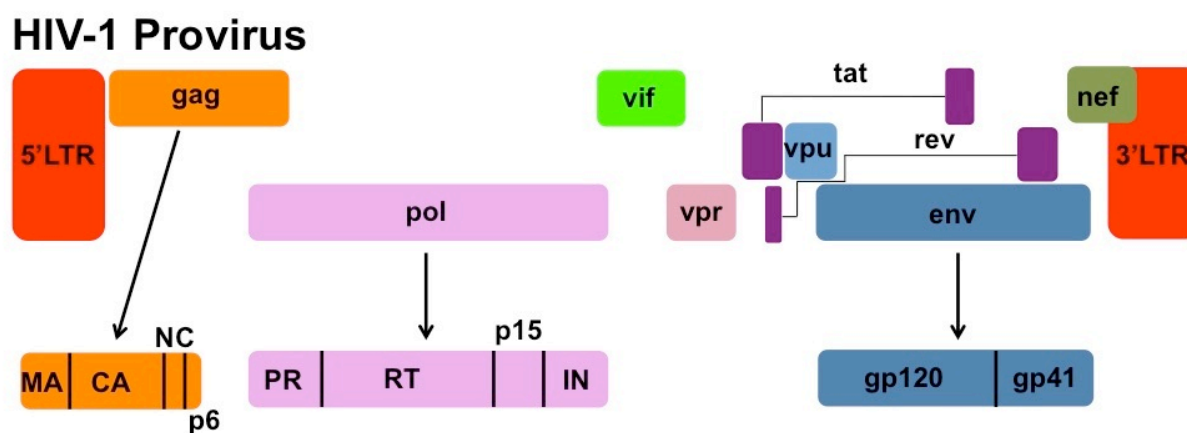 HIV-1 Provirus
5'LTR
gag
vif
tat
vpu
rev
nef
3'LTR
pol
vpr
env
MA
CA
NC
p6
PR
RT
p15
IN
gp120
gp41